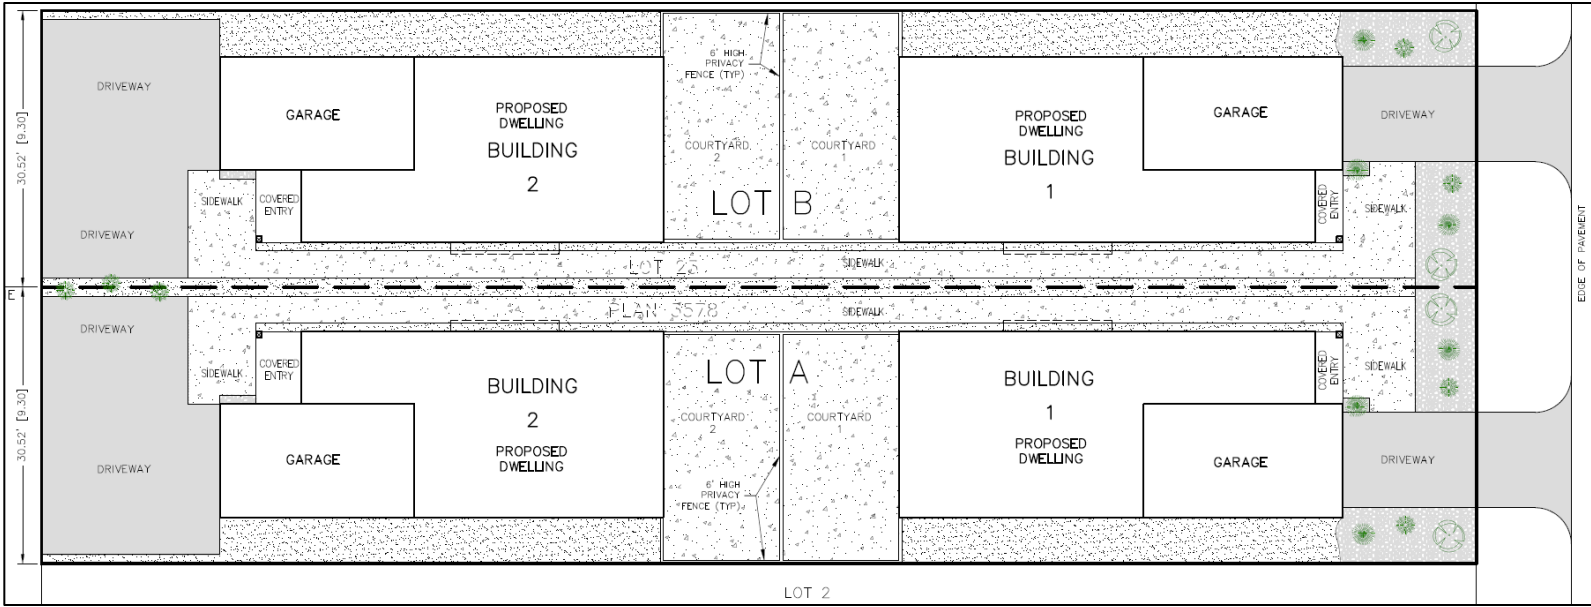 30.52' [9.30]
DRIVEWAY
GARAGE
PROPOSED
DWELLING
BUILDING
2
6' HIGH
PRIVACY
FENCE (TYP)
COURTYARD
2
COURTYARD
1
PROPOSED
DWELLING
BUILDING
1
GARAGE
DRIVEWAY
SIDEWALK
COVERED
ENTRY
LOT B
COVERED
ENTRY
SIDEWALK
DRIVEWAY
LOT 25
SIDEWALK
EDGE OF PAVEMENT
E
30.52' [9.30]
DRIVEWAY
PLAN 3578
SIDEWALK
SIDEWALK
COVERED
ENTRY
BUILDING
2
PROPOSED
DWELLING
LOT A
COURTYARD
2
COURTYARD
1
BUILDING
1
PROPOSED
DWELLING
COVERED
ENTRY
SIDEWALK
DRIVEWAY
GARAGE
6' HIGH
PRIVACY
FENCE (TYP)
GARAGE
DRIVEWAY
LOT 2